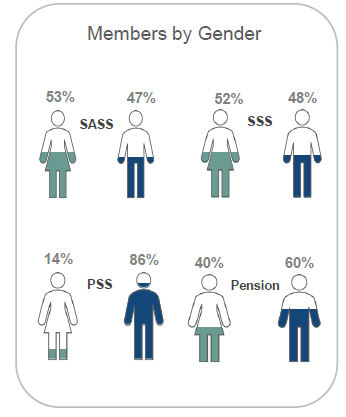 Members by Gender
53% 47% 52% 48%
SASS SSS
14% 86% 40% 60%
PSS Pension